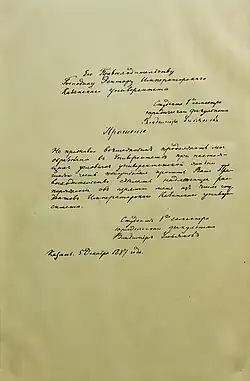 Его Превосходительству
Господину Ректору Императорского
Казанского Университета
Студента 1го семестра
юридического факультета
Владимира Ульянова
Прошение
Не признавая возможным продолжать мое
образование в Университете при настоя-
щих условиях университетской жизни
имею честь покорнейше просить Ваше Пре-
восходительство сделать надлежащее рас-
поряжение об изъятии меня из числа сту-
дентов Императорского Казанского универ-
ситета.
Студент 1го семестра
юридического факультета
Владимир Ульянов
Казань. 5 Декабря 1887 года.